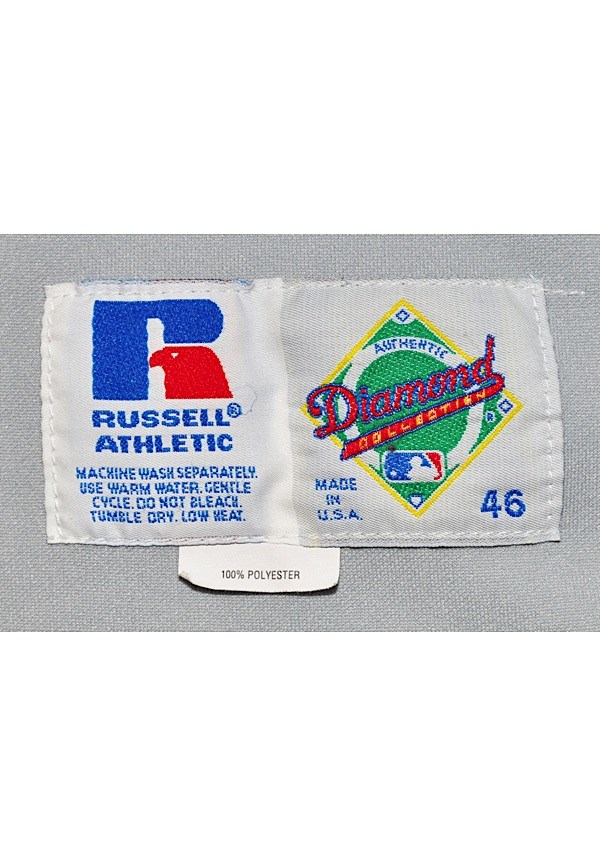 RUSSELL®
ATHLETIC
MACHINE WASH SEPARATELY.
USE WARM WATER. GENTLE
CYCLE. DO NOT BLEACH.
TUMBLE DRY. LOW HEAT.
AUTHENTIC
Diamond
COLLECTION
®
MADE
IN
U.S.A.
46
100% POLYESTER